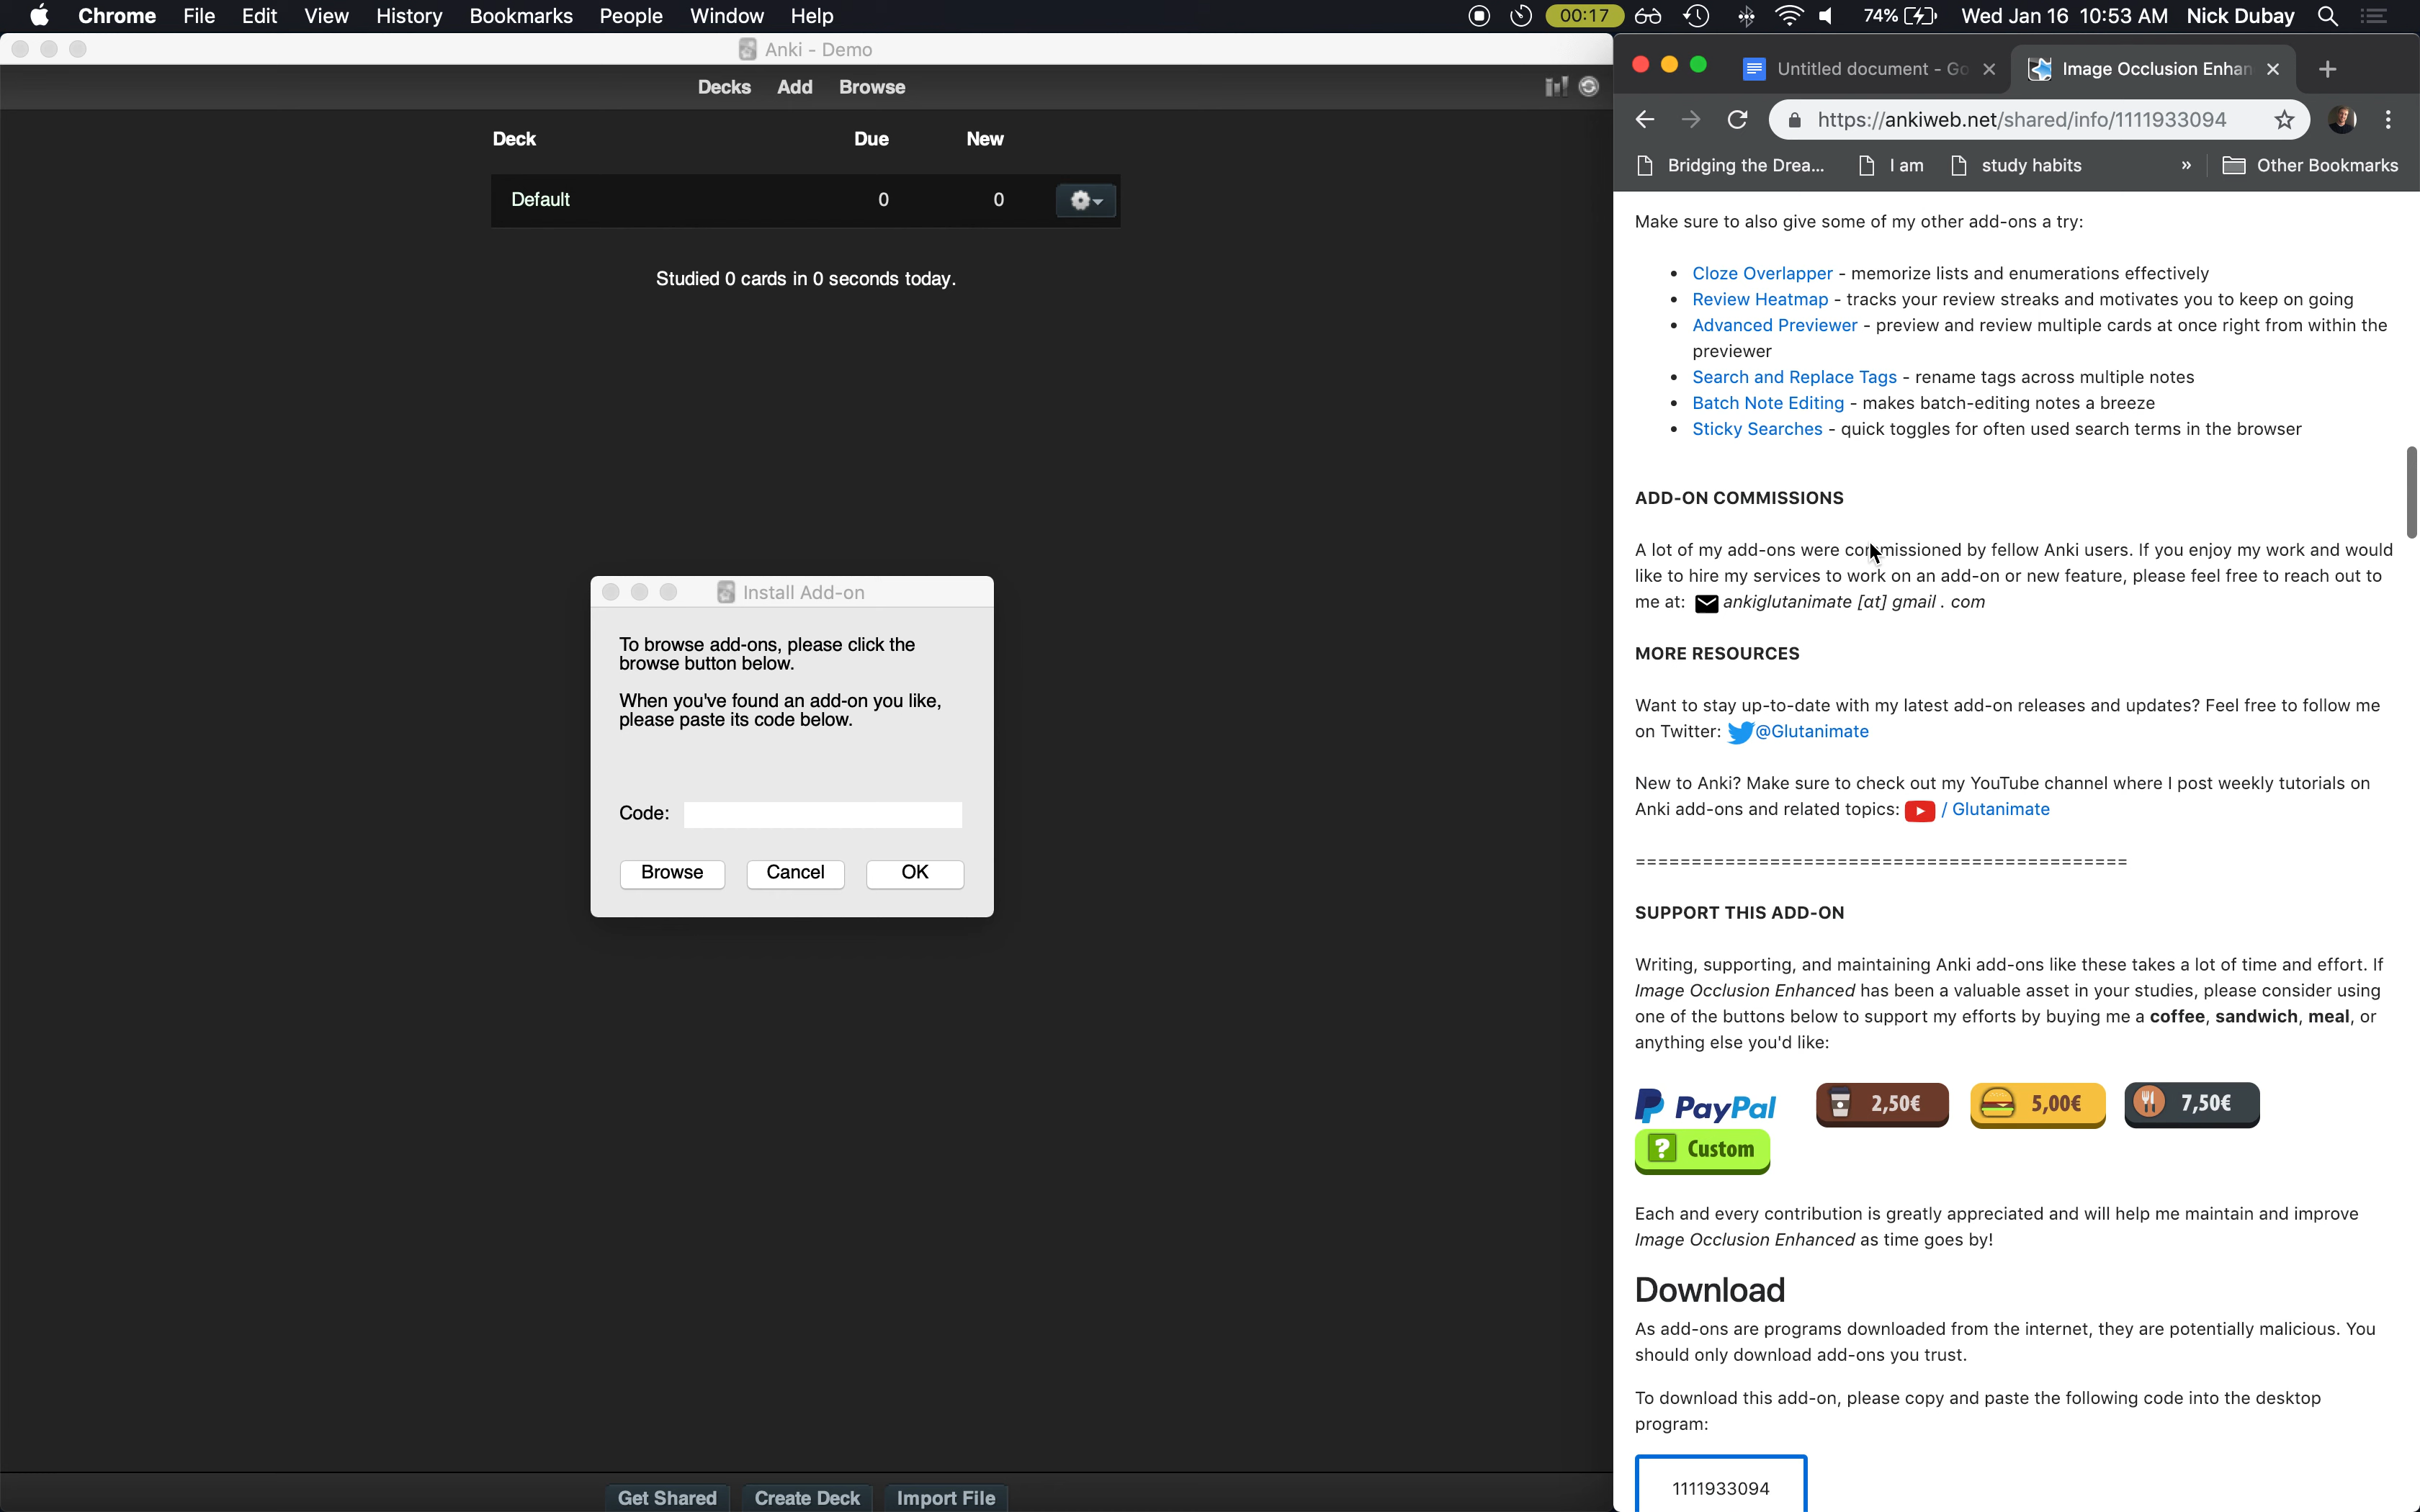 Chrome File Edit View History Bookmarks People Window Help 00:17 74% Wed Jan 16 10:53 AM Nick Dubay
Anki - Demo
Decks Add Browse
Deck Due New
Default 0 0
Studied 0 cards in 0 seconds today.
Install Add-on
To browse add-ons, please click the
browse button below.
When you've found an add-on you like,
please paste its code below.
Code:
Browse Cancel OK
Get Shared Create Deck Import File
Untitled document - Go Image Occlusion Enhan
https://ankiweb.net/shared/info/1111933094
Bridging the Drea... I am study habits » Other Bookmarks
Make sure to also give some of my other add-ons a try:
• Cloze Overlapper - memorize lists and enumerations effectively
• Review Heatmap - tracks your review streaks and motivates you to keep on going
• Advanced Previewer - preview and review multiple cards at once right from within the
previewer
• Search and Replace Tags - rename tags across multiple notes
• Batch Note Editing - makes batch-editing notes a breeze
• Sticky Searches - quick toggles for often used search terms in the browser
ADD-ON COMMISSIONS
A lot of my add-ons were commissioned by fellow Anki users. If you enjoy my work and would
like to hire my services to work on an add-on or new feature, please feel free to reach out to
me at: ankiglutanimate [αt] gmail . com
MORE RESOURCES
Want to stay up-to-date with my latest add-on releases and updates? Feel free to follow me
on Twitter: @Glutanimate
New to Anki? Make sure to check out my YouTube channel where I post weekly tutorials on
Anki add-ons and related topics: / Glutanimate
============================================
SUPPORT THIS ADD-ON
Writing, supporting, and maintaining Anki add-ons like these takes a lot of time and effort. If
Image Occlusion Enhanced has been a valuable asset in your studies, please consider using
one of the buttons below to support my efforts by buying me a coffee, sandwich, meal, or
anything else you'd like:
PayPal 2,50€ 5,00€ 7,50€
? Custom
Each and every contribution is greatly appreciated and will help me maintain and improve
Image Occlusion Enhanced as time goes by!
Download
As add-ons are programs downloaded from the internet, they are potentially malicious. You
should only download add-ons you trust.
To download this add-on, please copy and paste the following code into the desktop
program:
1111933094